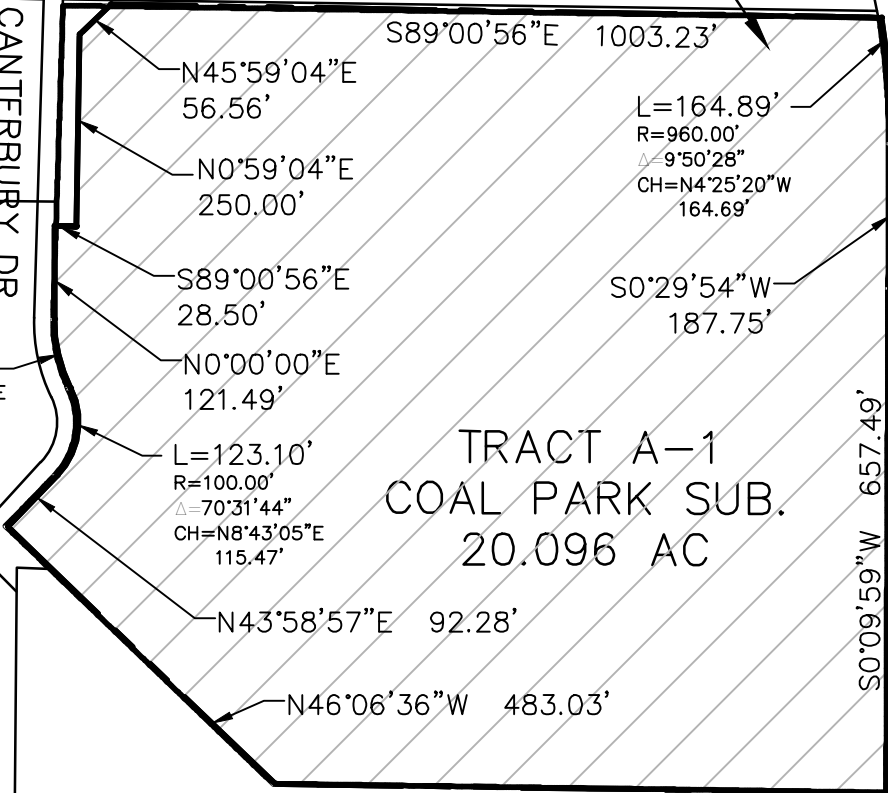 S89°00'56"E 1003.23'
CANTERBURY DR
N45°59'04"E
56.56'
L=164.89'
R=960.00'
△=9°50'28"
CH=N4°25'20"W
164.69'
N0°59'04"E
250.00'
S89°00'56"E
28.50'
S0°29'54"W
187.75'
N0°00'00"E
121.49'
E
L=123.10'
R=100.00'
△=70°31'44"
CH=N8°43'05"E
115.47'
TRACT A-1
COAL PARK SUB.
20.096 AC
S0°09'59"W 657.49'
N43°58'57"E 92.28'
N46°06'36"W 483.03'